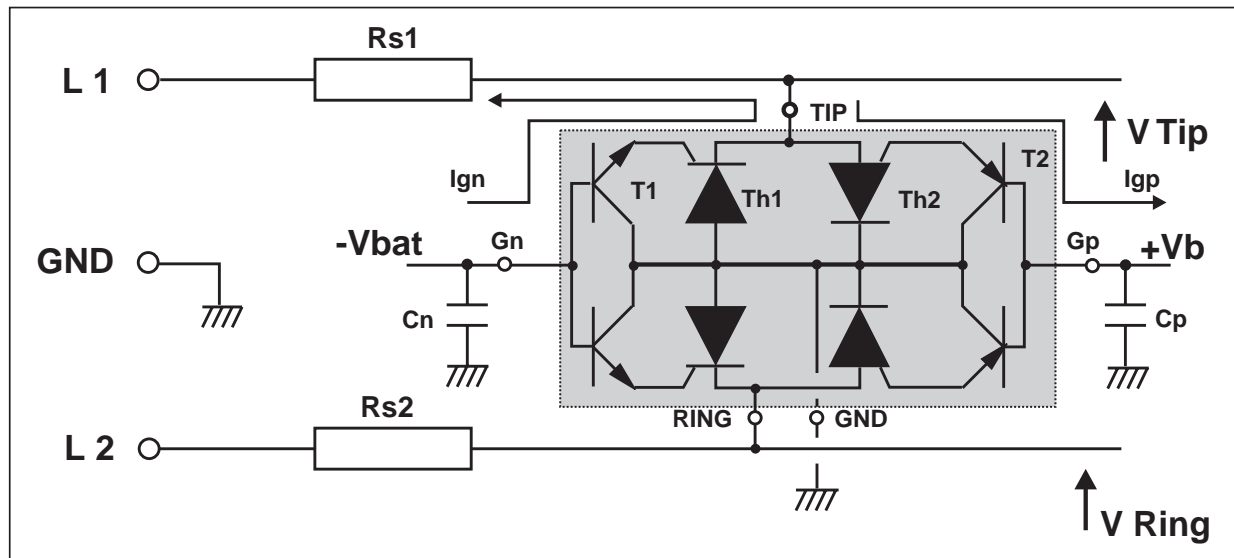 Rs1
L 1
TIP
V Tip
Ign
T1
Th1
Th2
T2
Igp
-Vbat
Gn
Gp
+Vb
GND
Cn
Cp
Rs2
RING
GND
L 2
V Ring